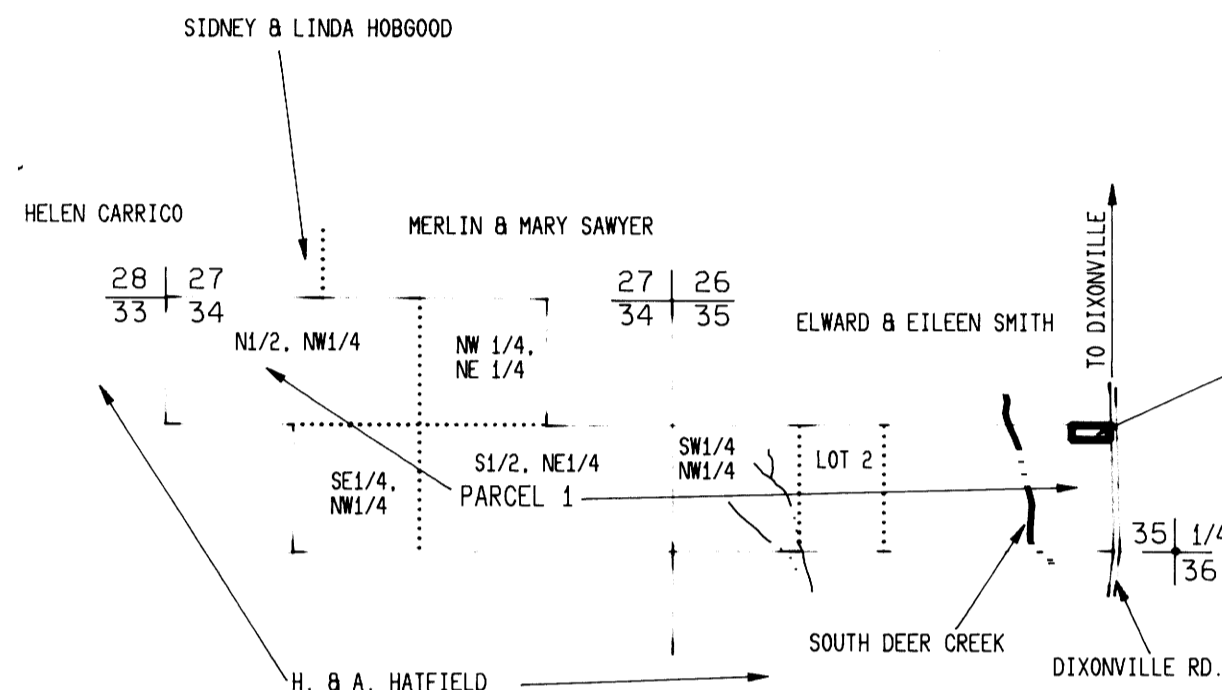 SIDNEY & LINDA HOBGOOD
HELEN CARRICO
MERLIN & MARY SAWYER
TO DIXONVILLE
28 27
33 34
27 26
34 35
ELWARD & EILEEN SMITH
N1/2, NW1/4
NW 1/4,
NE 1/4
SE1/4,
NW1/4
S1/2, NE1/4
PARCEL 1
SW1/4
NW1/4
LOT 2
35 1/4
36
SOUTH DEER CREEK
DIXONVILLE RD.
H. & A. HATFIELD